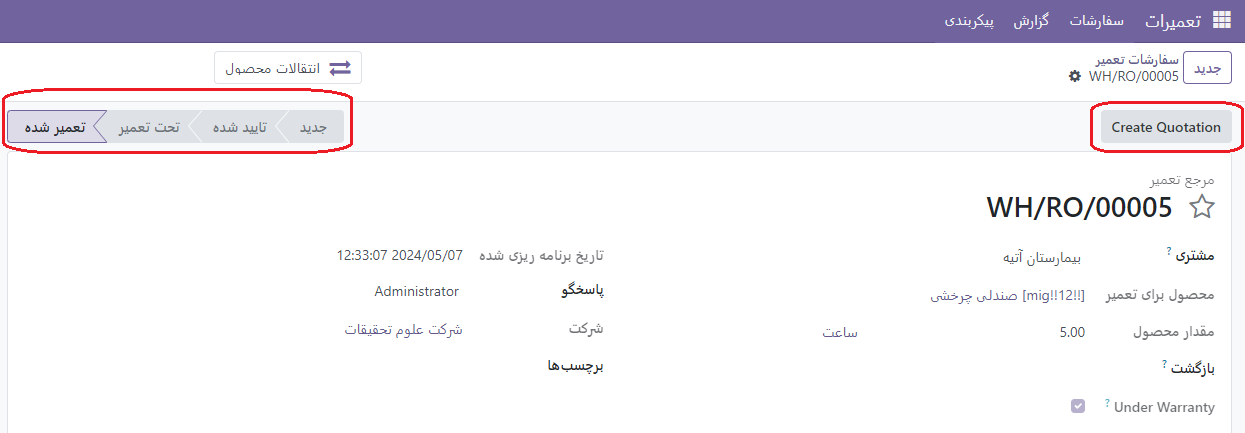 تعمیرات سفارشات گزارش پیکربندی
جدید
سفارشات تعمیر
WH/RO/00005
انتقالات محصول
Create Quotation
جدید تایید شده تحت تعمیر تعمیر شده
مرجع تعمیر
WH/RO/00005
مشتری ? بیمارستان آتیه
محصول برای تعمیر [mig!!12!!] صندلی چرخشی
مقدار محصول 5.00 ساعت
بازگشت ?
Under Warranty ?
تاریخ برنامه ریزی شده 2024/05/07 12:33:07
پاسخگو Administrator
شرکت شرکت علوم تحقیقات
برچسب‌ها